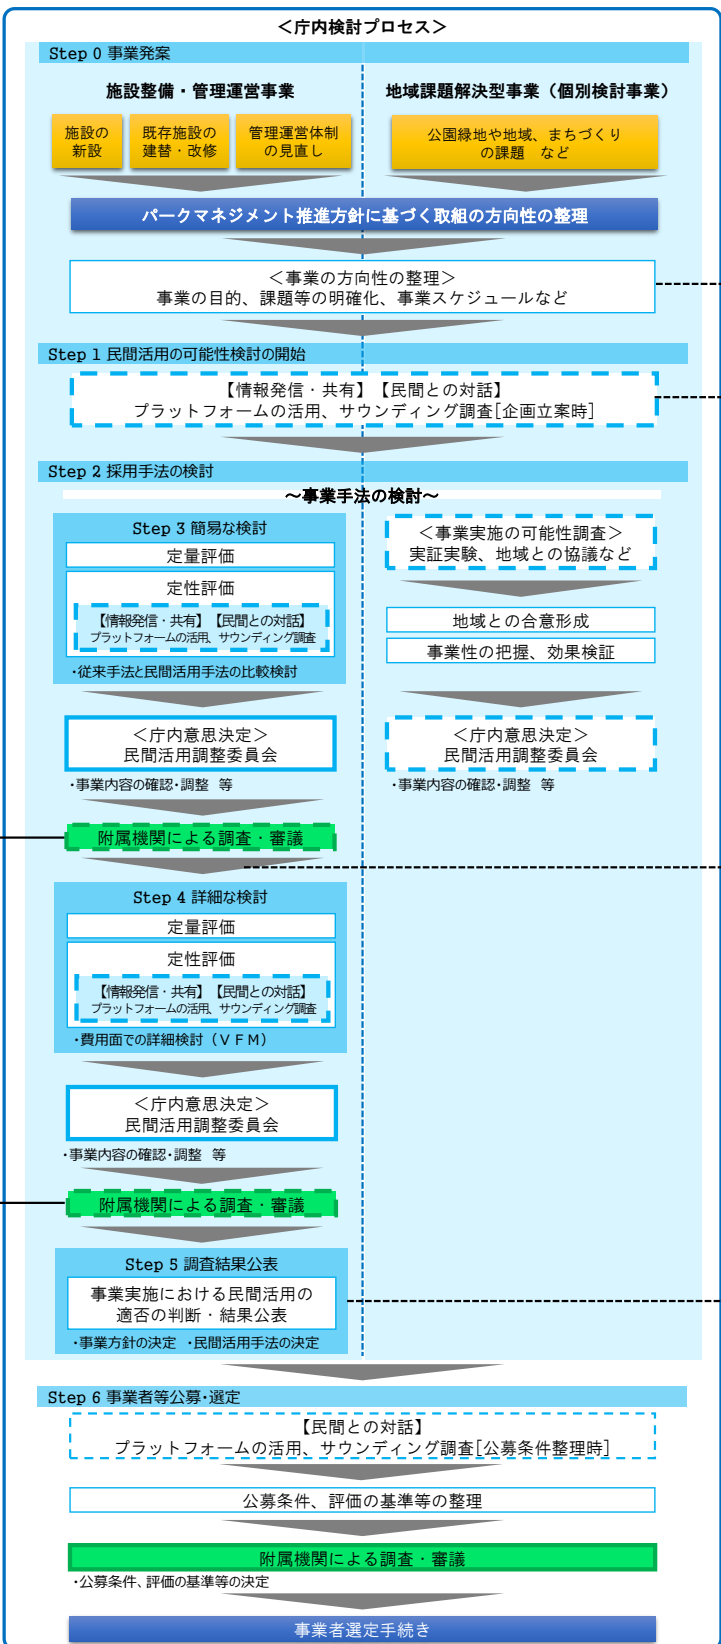 ＜庁内検討プロセス＞
Step 0 事業発案
施設整備・管理運営事業
施設の
新設
既存施設の
建替・改修
管理運営体制
の見直し
地域課題解決型事業（個別検討事業）
公園緑地や地域、まちづくり
の課題　など
パークマネジメント推進方針に基づく取組の方向性の整理
＜事業の方向性の整理＞
事業の目的、課題等の明確化、事業スケジュールなど
Step 1 民間活用の可能性検討の開始
【情報発信・共有】【民間との対話】
プラットフォームの活用、サウンディング調査[企画立案時]
Step 2 採用手法の検討
～事業手法の検討～
Step 3 簡易な検討
定量評価
定性評価
【情報発信・共有】【民間との対話】
プラットフォームの活用、サウンディング調査
・従来手法と民間活用手法の比較検討
＜庁内意思決定＞
民間活用調整委員会
・事業内容の確認・調整　等
附属機関による調査・審議
＜事業実施の可能性調査＞
実証実験、地域との協議など
地域との合意形成
事業性の把握、効果検証
＜庁内意思決定＞
民間活用調整委員会
・事業内容の確認・調整　等
Step 4 詳細な検討
定量評価
定性評価
【情報発信・共有】【民間との対話】
プラットフォームの活用、サウンディング調査
・費用面での詳細検討（ＶＦＭ）
＜庁内意思決定＞
民間活用調整委員会
・事業内容の確認・調整　等
附属機関による調査・審議
Step 5 調査結果公表
事業実施における民間活用の
適否の判断・結果公表
・事業方針の決定　・民間活用手法の決定
Step 6 事業者等公募・選定
【民間との対話】
プラットフォームの活用、サウンディング調査[公募条件整理時]
公募条件、評価の基準等の整理
附属機関による調査・審議
・公募条件、評価の基準等の決定
事業者選定手続き